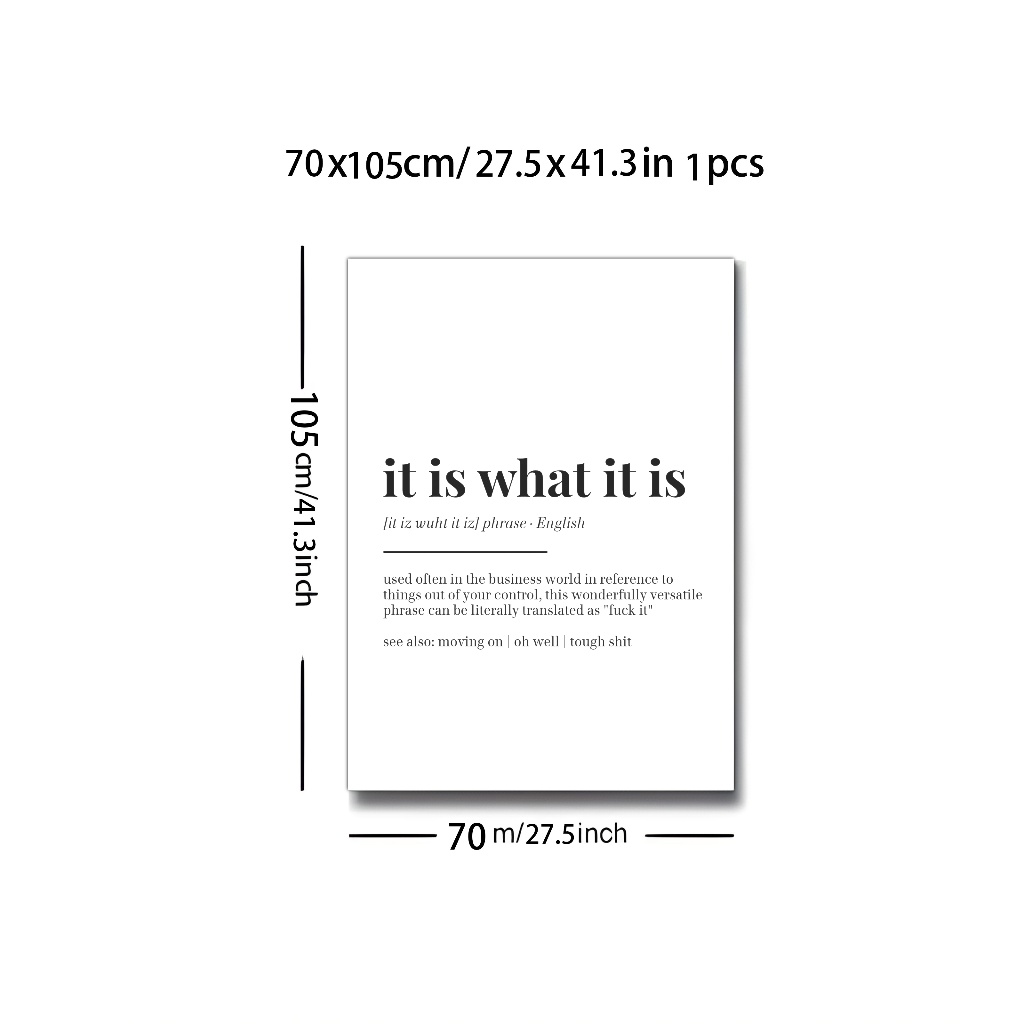 70x105cm/27.5x41.3in 1pcs
105cm/41.3inch
it is what it is
[it iz wuht it iz] phrase · English
used often in the business world in reference to
things out of your control, this wonderfully versatile
phrase can be literally translated as "fuck it"
see also: moving on | oh well | tough shit
70 m/27.5inch